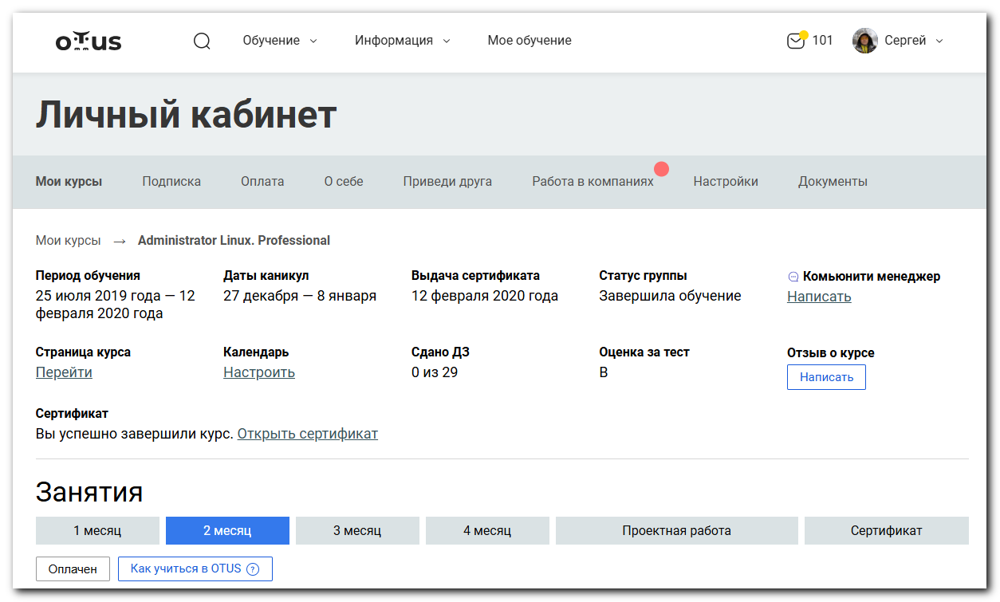 OTUS
Обучение
Информация
Мое обучение
101
Сергей
Личный кабинет
Мои курсы
Подписка
Оплата
О себе
Приведи друга
Работа в компаниях
Настройки
Документы
Мои курсы → Administrator Linux. Professional
Период обучения
25 июля 2019 года — 12
февраля 2020 года
Даты каникул
27 декабря — 8 января
Выдача сертификата
12 февраля 2020 года
Статус группы
Завершила обучение
Комьюнити менеджер
Написать
Страница курса
Перейти
Календарь
Настроить
Сдано ДЗ
0 из 29
Оценка за тест
B
Отзыв о курсе
Написать
Сертификат
Вы успешно завершили курс. Открыть сертификат
Занятия
1 месяц
2 месяц
3 месяц
4 месяц
Проектная работа
Сертификат
Оплачен
Как учиться в OTUS ?